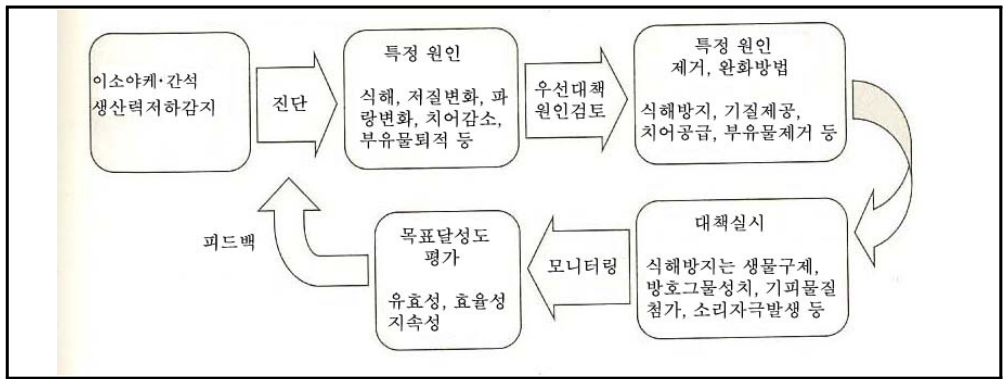 이소야케·간석
생산력저하감지
진단
특정 원인
식해, 저질변화, 파
랑변화, 치어감소,
부유물퇴적 등
우선대책
원인검토
특정 원인
제거, 완화방법
식해방지, 기질제공,
치어공급, 부유물제거 등
대책실시
식해방지는 생물구제,
방호그물성치, 기피물질
첨가, 소리자극발생 등
모니터링
목표달성도
평가
유효성, 효율성
지속성
피드백